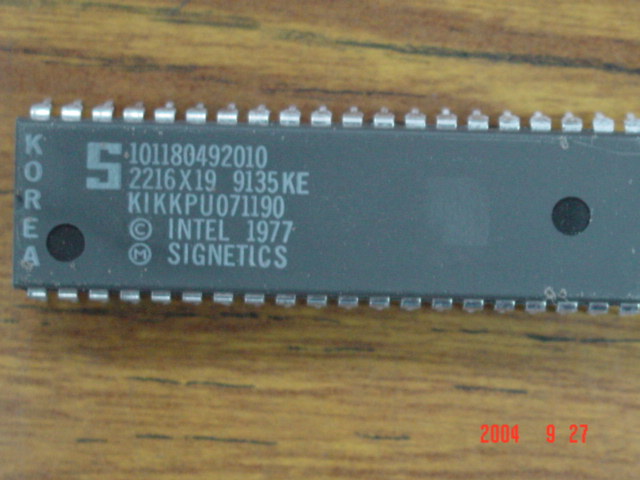 KOREA
S
101180492010
2216X19 9135KE
KIKKPU071190
© INTEL 1977
Ⓜ SIGNETICS
2004 9 27